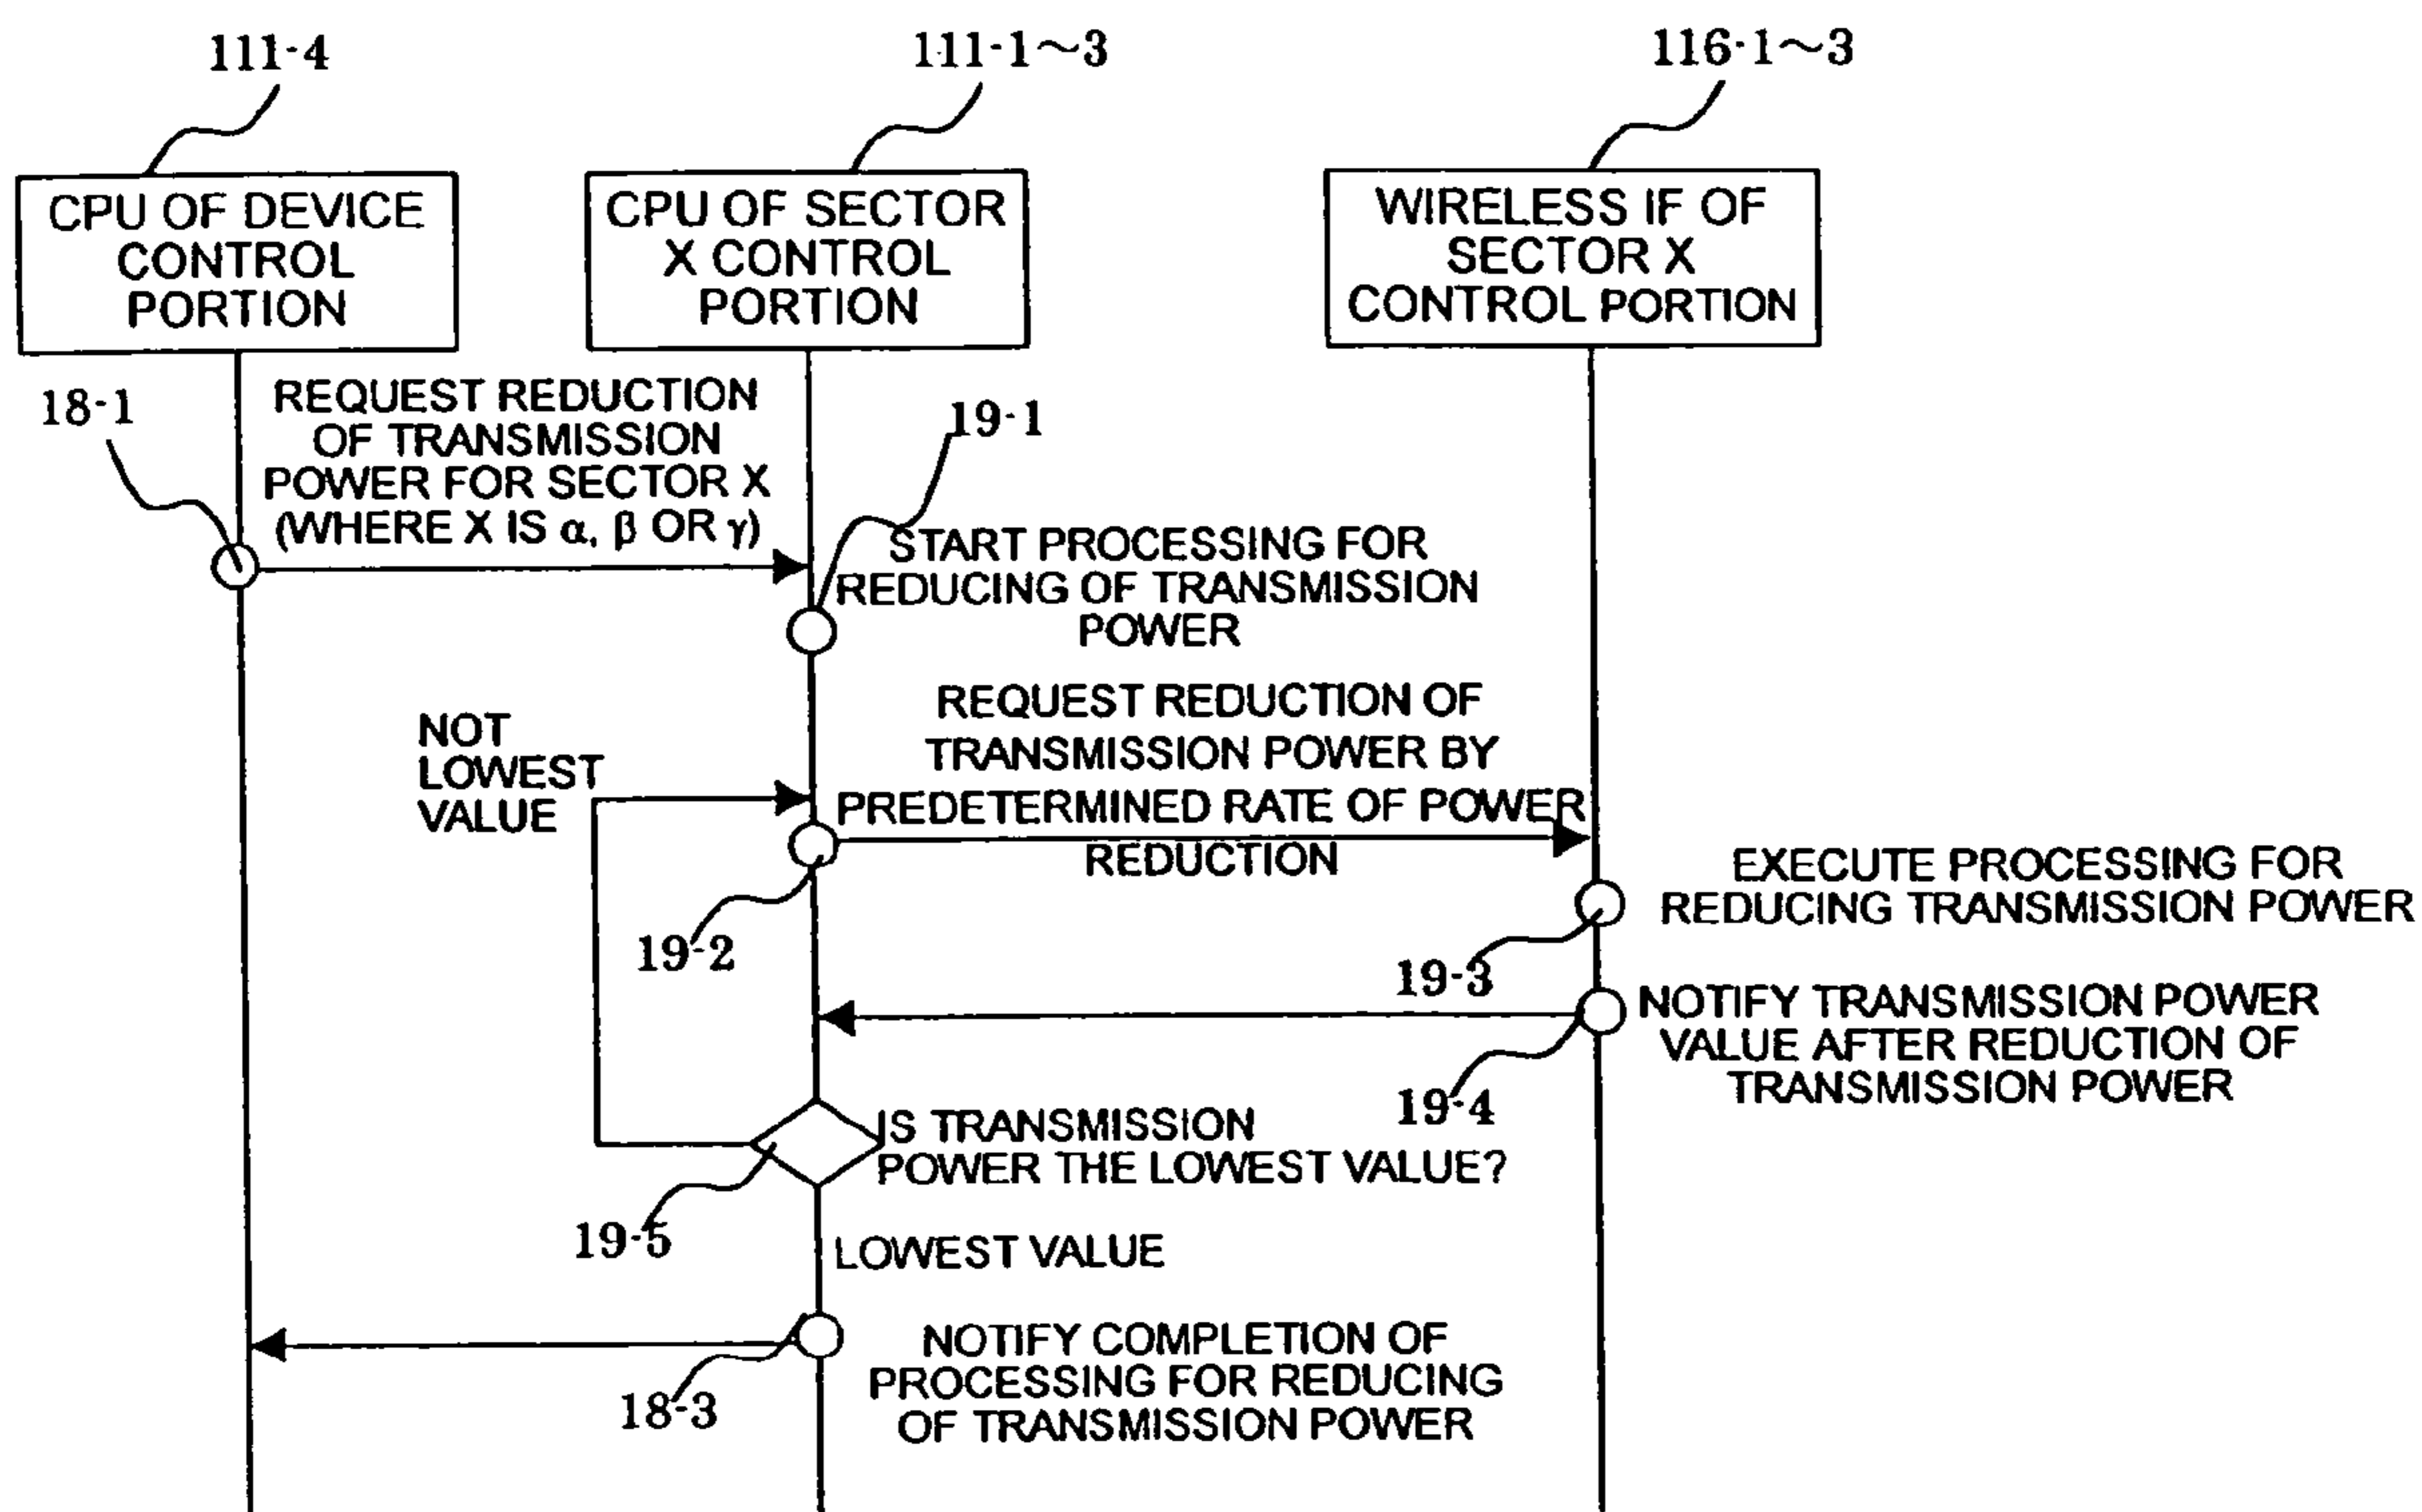 111-4
111-1~3
116-1~3
CPU OF DEVICE
CONTROL
PORTION
CPU OF SECTOR
X CONTROL
PORTION
WIRELESS IF OF
SECTOR X
CONTROL PORTION
18-1
REQUEST REDUCTION
OF TRANSMISSION
POWER FOR SECTOR X
(WHERE X IS α, β OR γ)
19-1
START PROCESSING FOR
REDUCING OF TRANSMISSION
POWER
NOT
LOWEST
VALUE
REQUEST REDUCTION OF
TRANSMISSION POWER BY
PREDETERMINED RATE OF POWER
REDUCTION
19-2
EXECUTE PROCESSING FOR
REDUCING TRANSMISSION POWER
19-3
NOTIFY TRANSMISSION POWER
VALUE AFTER REDUCTION OF
TRANSMISSION POWER
19-4
IS TRANSMISSION
POWER THE LOWEST VALUE?
19-5
LOWEST VALUE
NOTIFY COMPLETION OF
PROCESSING FOR REDUCING
OF TRANSMISSION POWER
18-3